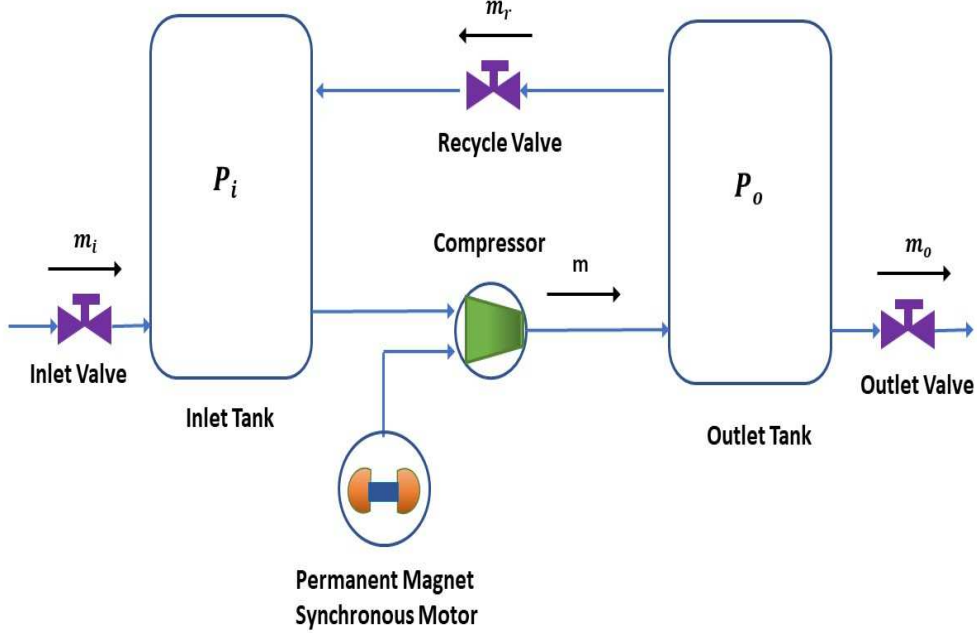 m_r
Recycle Valve
P_i
P_o
m_i
Compressor
m
m_o
Inlet Valve
Outlet Valve
Inlet Tank
Outlet Tank
Permanent Magnet
Synchronous Motor